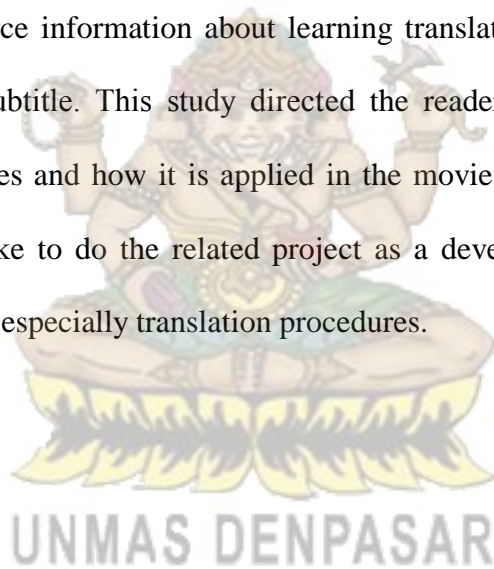 rce information about learning translat
ubtitle. This study directed the reader
es and how it is applied in the movie
ke to do the related project as a deve
especially translation procedures.
UNMAS DENPASAR